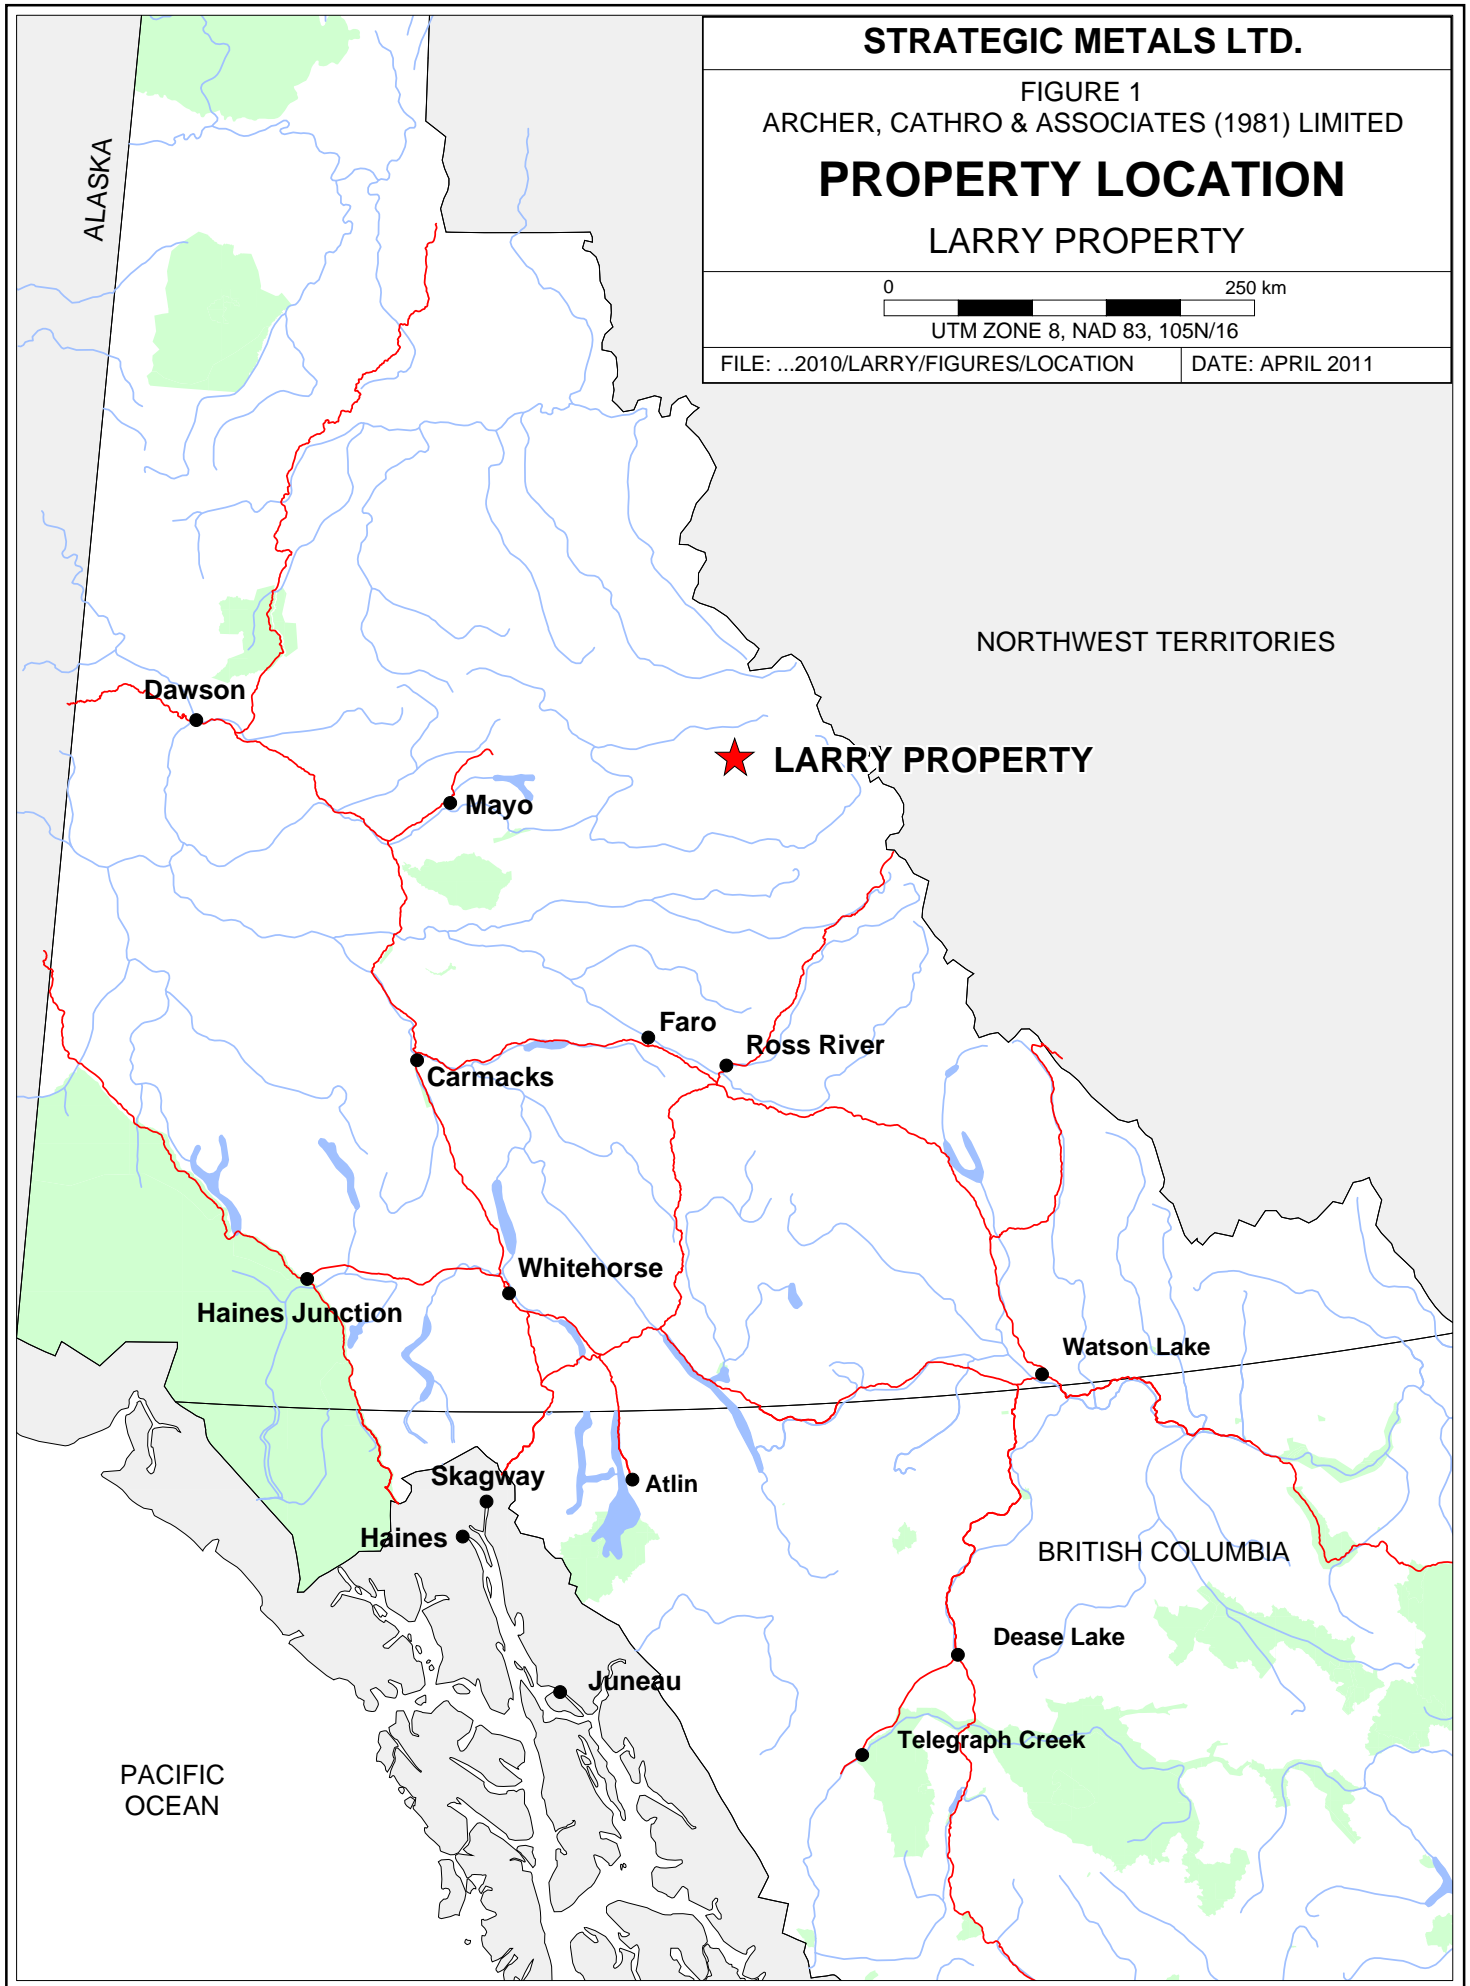 STRATEGIC METALS LTD.
FIGURE 1
ARCHER, CATHRO & ASSOCIATES (1981) LIMITED
PROPERTY LOCATION
LARRY PROPERTY
0 250 km
UTM ZONE 8, NAD 83, 105N/16
FILE: ...2010/LARRY/FIGURES/LOCATION DATE: APRIL 2011
ALASKA
NORTHWEST TERRITORIES
Dawson
LARRY PROPERTY
Mayo
Faro
Ross River
Carmacks
Whitehorse
Haines Junction
Watson Lake
Skagway
Atlin
Haines
BRITISH COLUMBIA
Dease Lake
Juneau
Telegraph Creek
PACIFIC
OCEAN